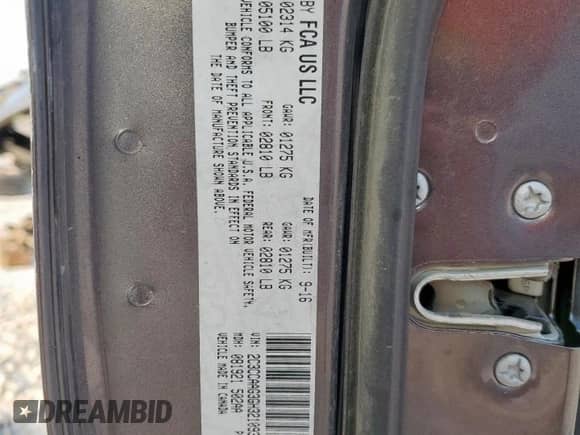 BY FCA US LLC
DATE OF MFR(BUILT): 9-16
02314 KG
GAWR: 01275 KG
GAWR: 01275 KG
05100 LB
FRONT: 02810 LB
REAR: 02810 LB
VEHICLE CONFORMS TO ALL APPLICABLE U.S.A. FEDERAL MOTOR VEHICLE SAFETY,
BUMPER AND THEFT PREVENTION STANDARDS IN EFFECT ON
THE DATE OF MANUFACTURE SHOWN ABOVE.
VIN:
MDH: 081921 502AA
VEHICLE MADE IN CANADA
DREAMBID